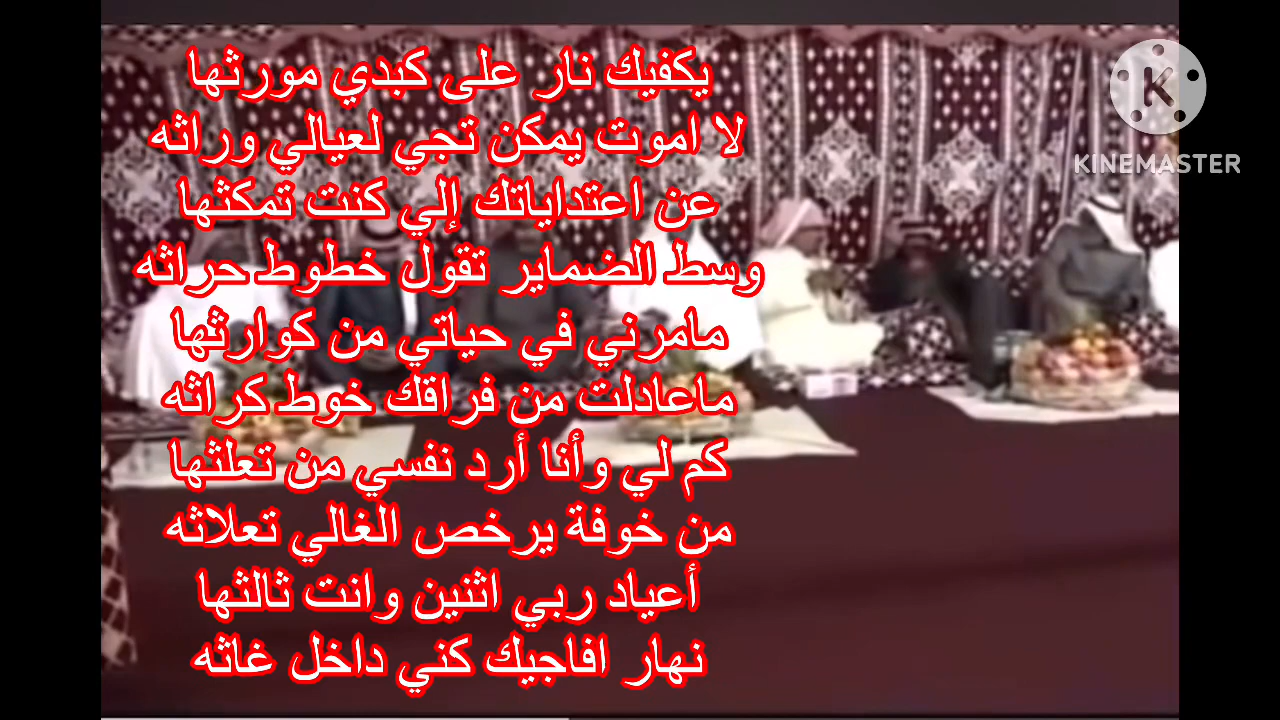 يكفيك نار على كبدي مورثها
لا اموت يمكن تجي لعيالي وراثه
عن اعتداياتك إلي كنت تمكثها
وسط الضماير تقول خطوط حراثه
مامرني في حياتي من كوارثها
ماعادلت من فراقك خوط كراثه
كم لي وأنا أرد نفسي من تعلثها
من خوفة يرخص الغالي تعلاثه
أعياد ربي اثنين وانت ثالثها
نهار افاجيك كني داخل غاثه
K
KINEMASTER